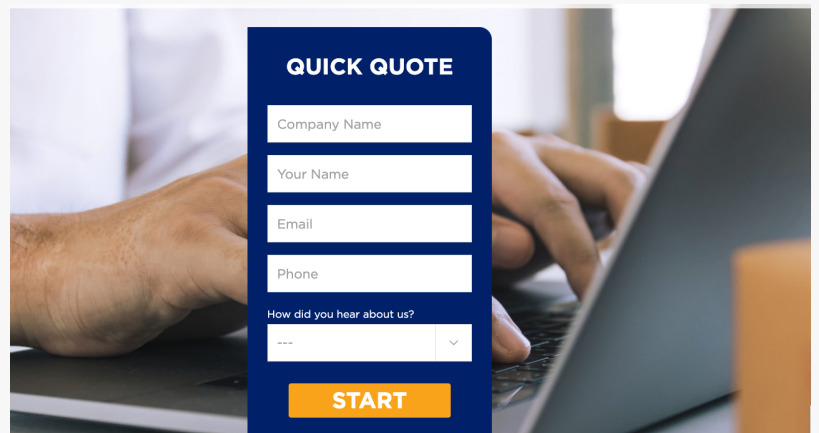 QUICK QUOTE
Company Name
Your Name
Email
Phone
How did you hear about us?
---
START